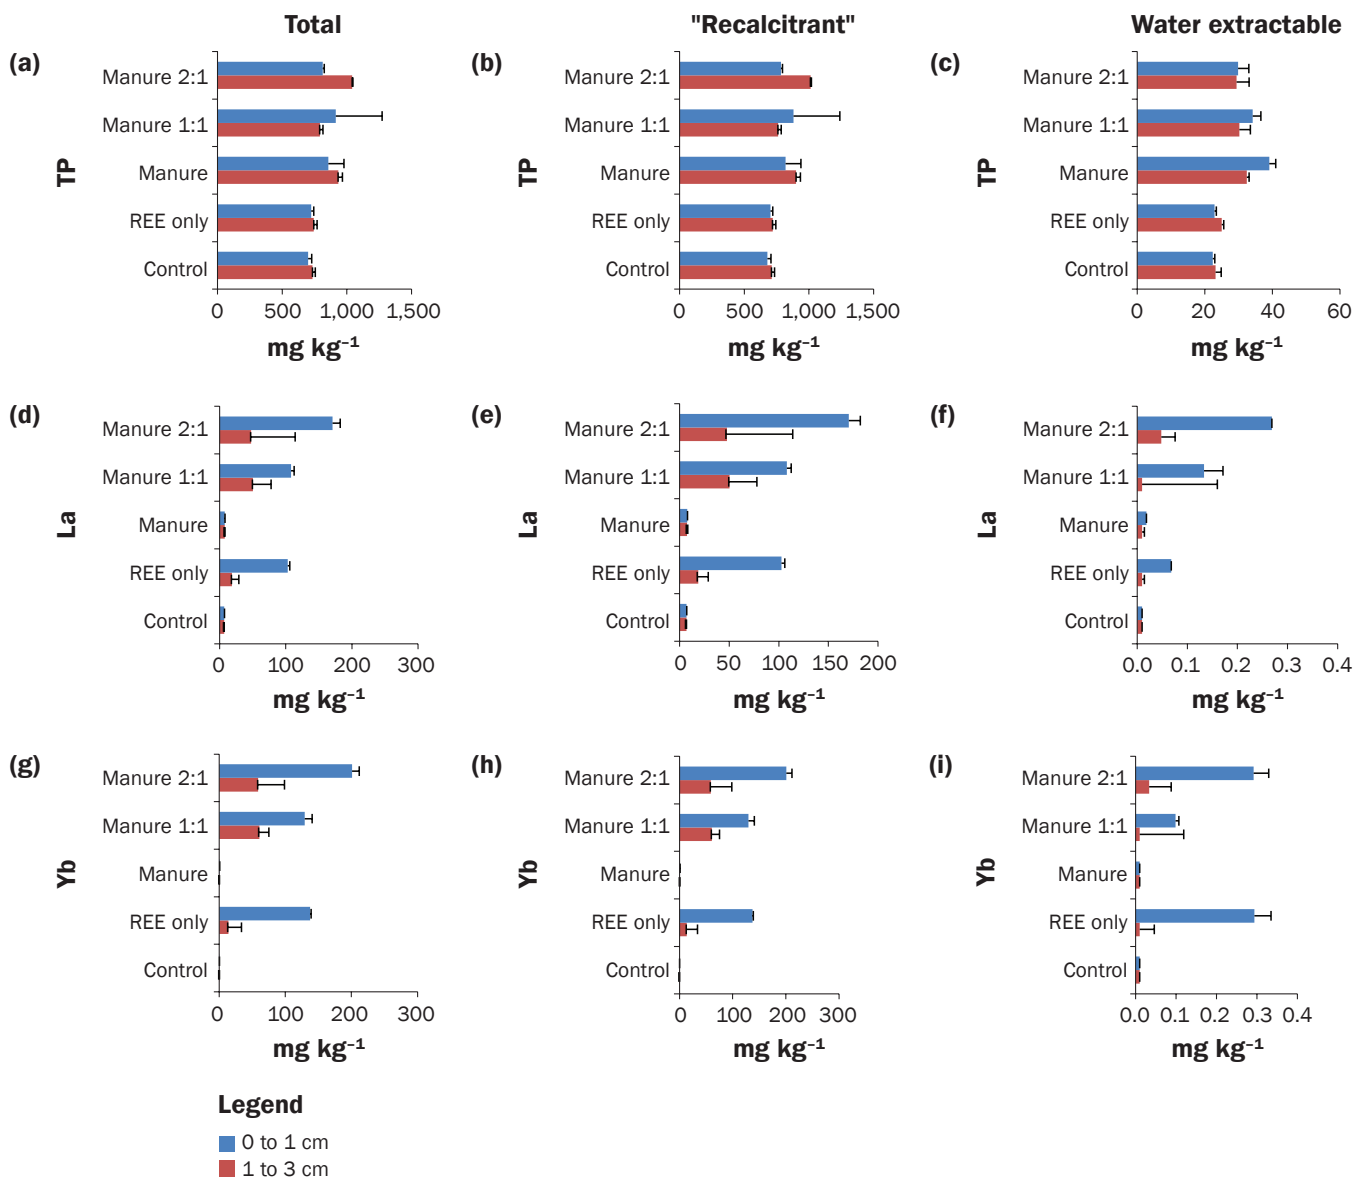 Total
"Recalcitrant"
Water extractable
(a)
TP
Manure 2:1
Manure 1:1
Manure
REE only
Control
0 500 1,000 1,500
mg kg⁻¹
(b)
TP
Manure 2:1
Manure 1:1
Manure
REE only
Control
0 500 1,000 1,500
mg kg⁻¹
(c)
TP
Manure 2:1
Manure 1:1
Manure
REE only
Control
0 20 40 60
mg kg⁻¹
(d)
La
Manure 2:1
Manure 1:1
Manure
REE only
Control
0 100 200 300
mg kg⁻¹
(e)
La
Manure 2:1
Manure 1:1
Manure
REE only
Control
0 50 100 150 200
mg kg⁻¹
(f)
La
Manure 2:1
Manure 1:1
Manure
REE only
Control
0.0 0.1 0.2 0.3 0.4
mg kg⁻¹
(g)
Yb
Manure 2:1
Manure 1:1
Manure
REE only
Control
0 100 200 300
mg kg⁻¹
(h)
Yb
Manure 2:1
Manure 1:1
Manure
REE only
Control
0 100 200 300
mg kg⁻¹
(i)
Yb
Manure 2:1
Manure 1:1
Manure
REE only
Control
0.0 0.1 0.2 0.3 0.4
mg kg⁻¹
Legend
0 to 1 cm
1 to 3 cm